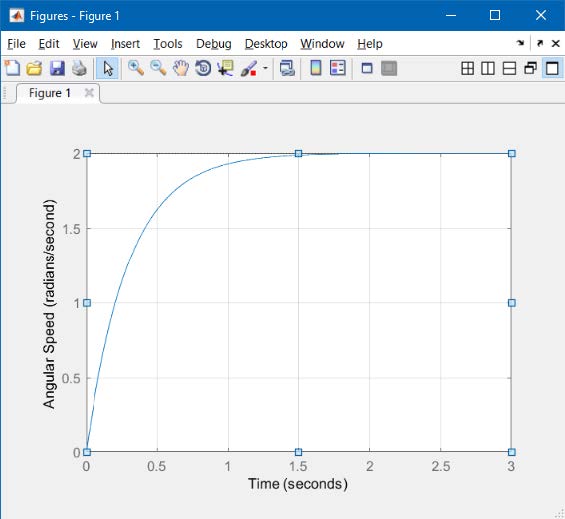 Figures - Figure 1
File Edit View Insert Tools Debug Desktop Window Help
Figure 1
2
1.5
1
0.5
0
Angular Speed (radians/second)
0 0.5 1 1.5 2 2.5 3
Time (seconds)